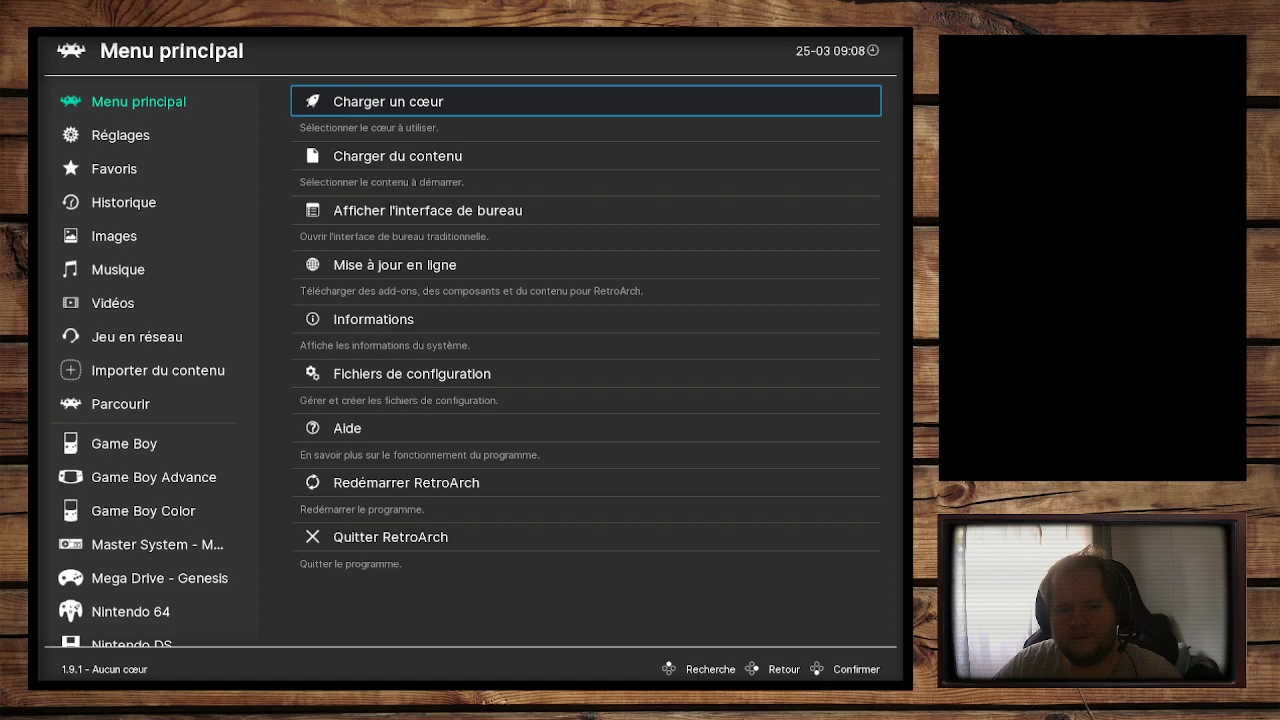 Menu principal
25-03 09:08
Menu principal
Réglages
Favoris
Historique
Images
Musique
Vidéos
Jeu en réseau
Importer du contenu
Parcourir
Game Boy
Game Boy Advance
Game Boy Color
Master System - M
Nintendo 64
Nintendo DS
Charger un cœur
Sélectionner le cœur à utiliser.
Charger du contenu
Sélectionner le contenu à démarrer.
Afficher l'interface de bureau
Ouvrir l'interface de menu traditionnelle.
Mise à jour en ligne
Télécharger des add-ons, des composants et du contenu pour RetroArch.
Informations
Affiche les informations du système.
Fichiers de configuration
Gérer et créer les fichiers de configuration.
Aide
En savoir plus sur le fonctionnement du programme.
Redémarrer RetroArch
Redémarrer le programme.
Quitter RetroArch
Quitter le programme.
1.9.1 - Aucun cœur
Recherche
Retour
Confirmer